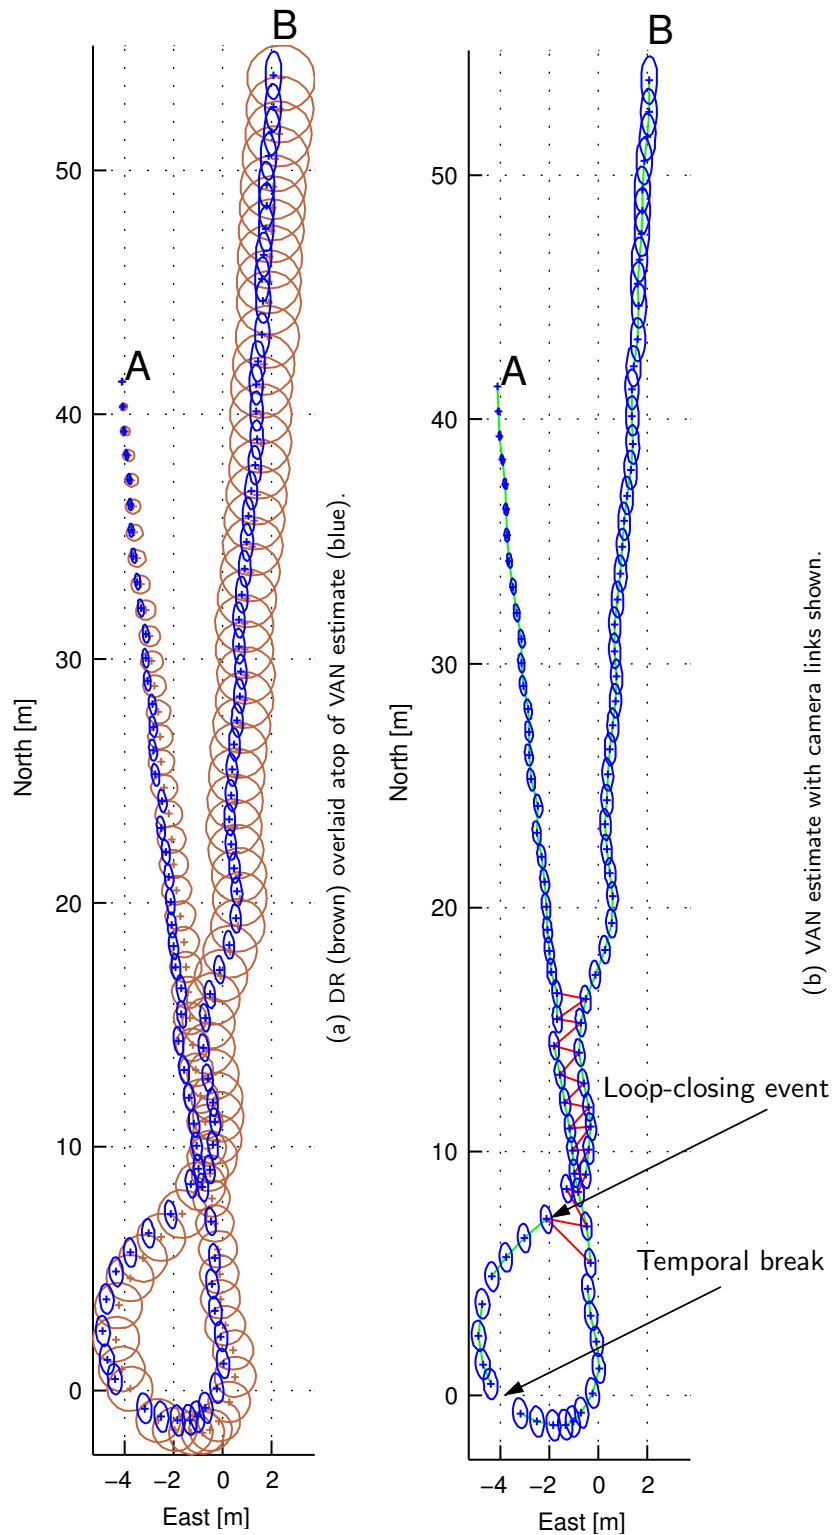 B
50
A
40
30
20
10
0
−4
−2
0
2
East [m]
North [m]
(a) DR (brown) overlaid atop of VAN estimate (blue).
B
50
A
40
30
20
10
0
−4
−2
0
2
East [m]
North [m]
Loop-closing event
Temporal break
(b) VAN estimate with camera links shown.